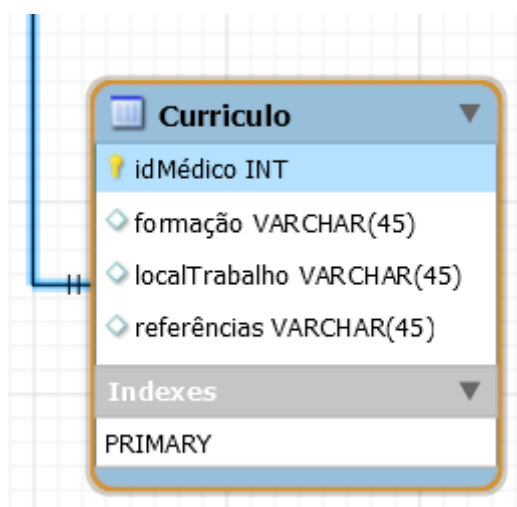 Curriculo
idMédico INT
formação VARCHAR(45)
localTrabalho VARCHAR(45)
referências VARCHAR(45)
Indexes
PRIMARY